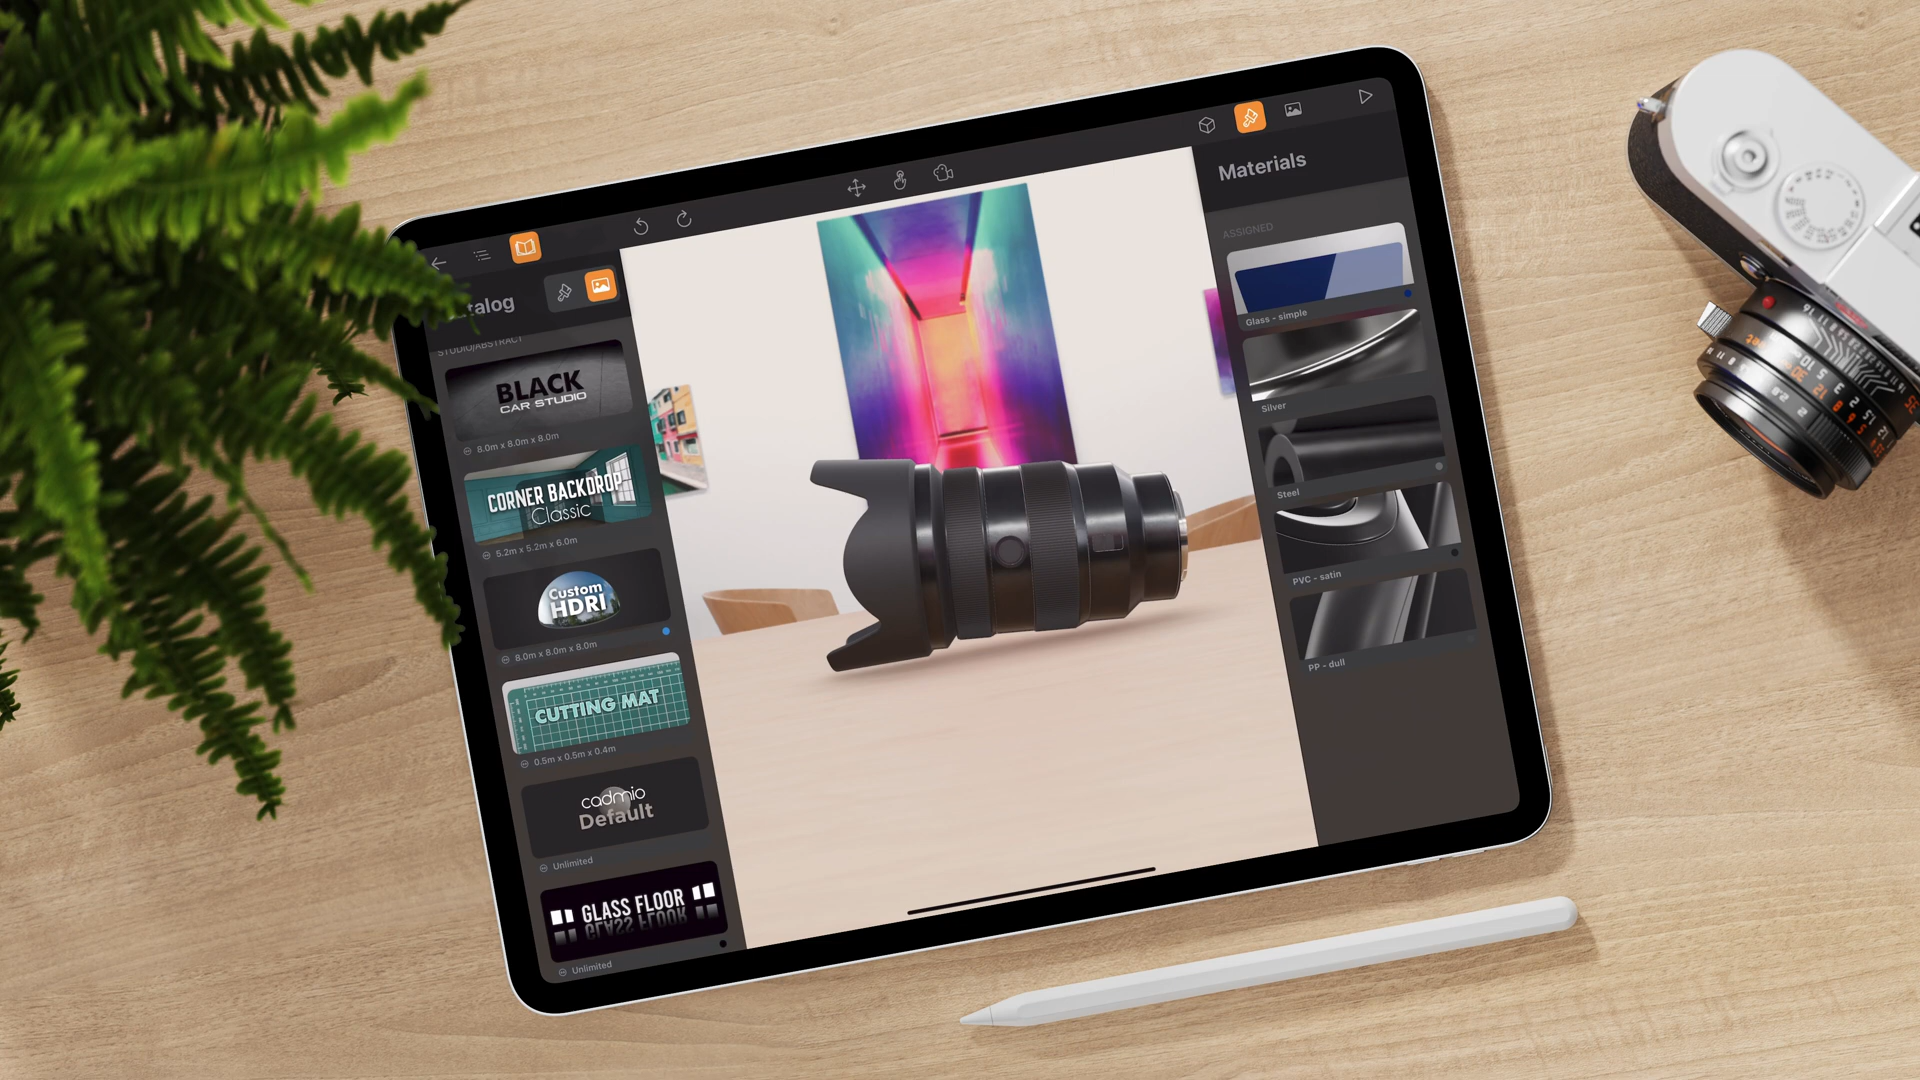 talog
STUDIO/ABSTRACT
BLACK
CAR STUDIO
8.0m x 8.0m x 8.0m
CORNER BACKDROP
Classic
5.2m x 5.2m x 6.0m
Custom
HDRI
8.0m x 8.0m x 8.0m
CUTTING MAT
0.5m x 0.5m x 0.4m
cadmio
Default
Unlimited
GLASS FLOOR
Unlimited
Materials
ASSIGNED
Glass - simple
Silver
Steel
PVC - satin
PP - dull